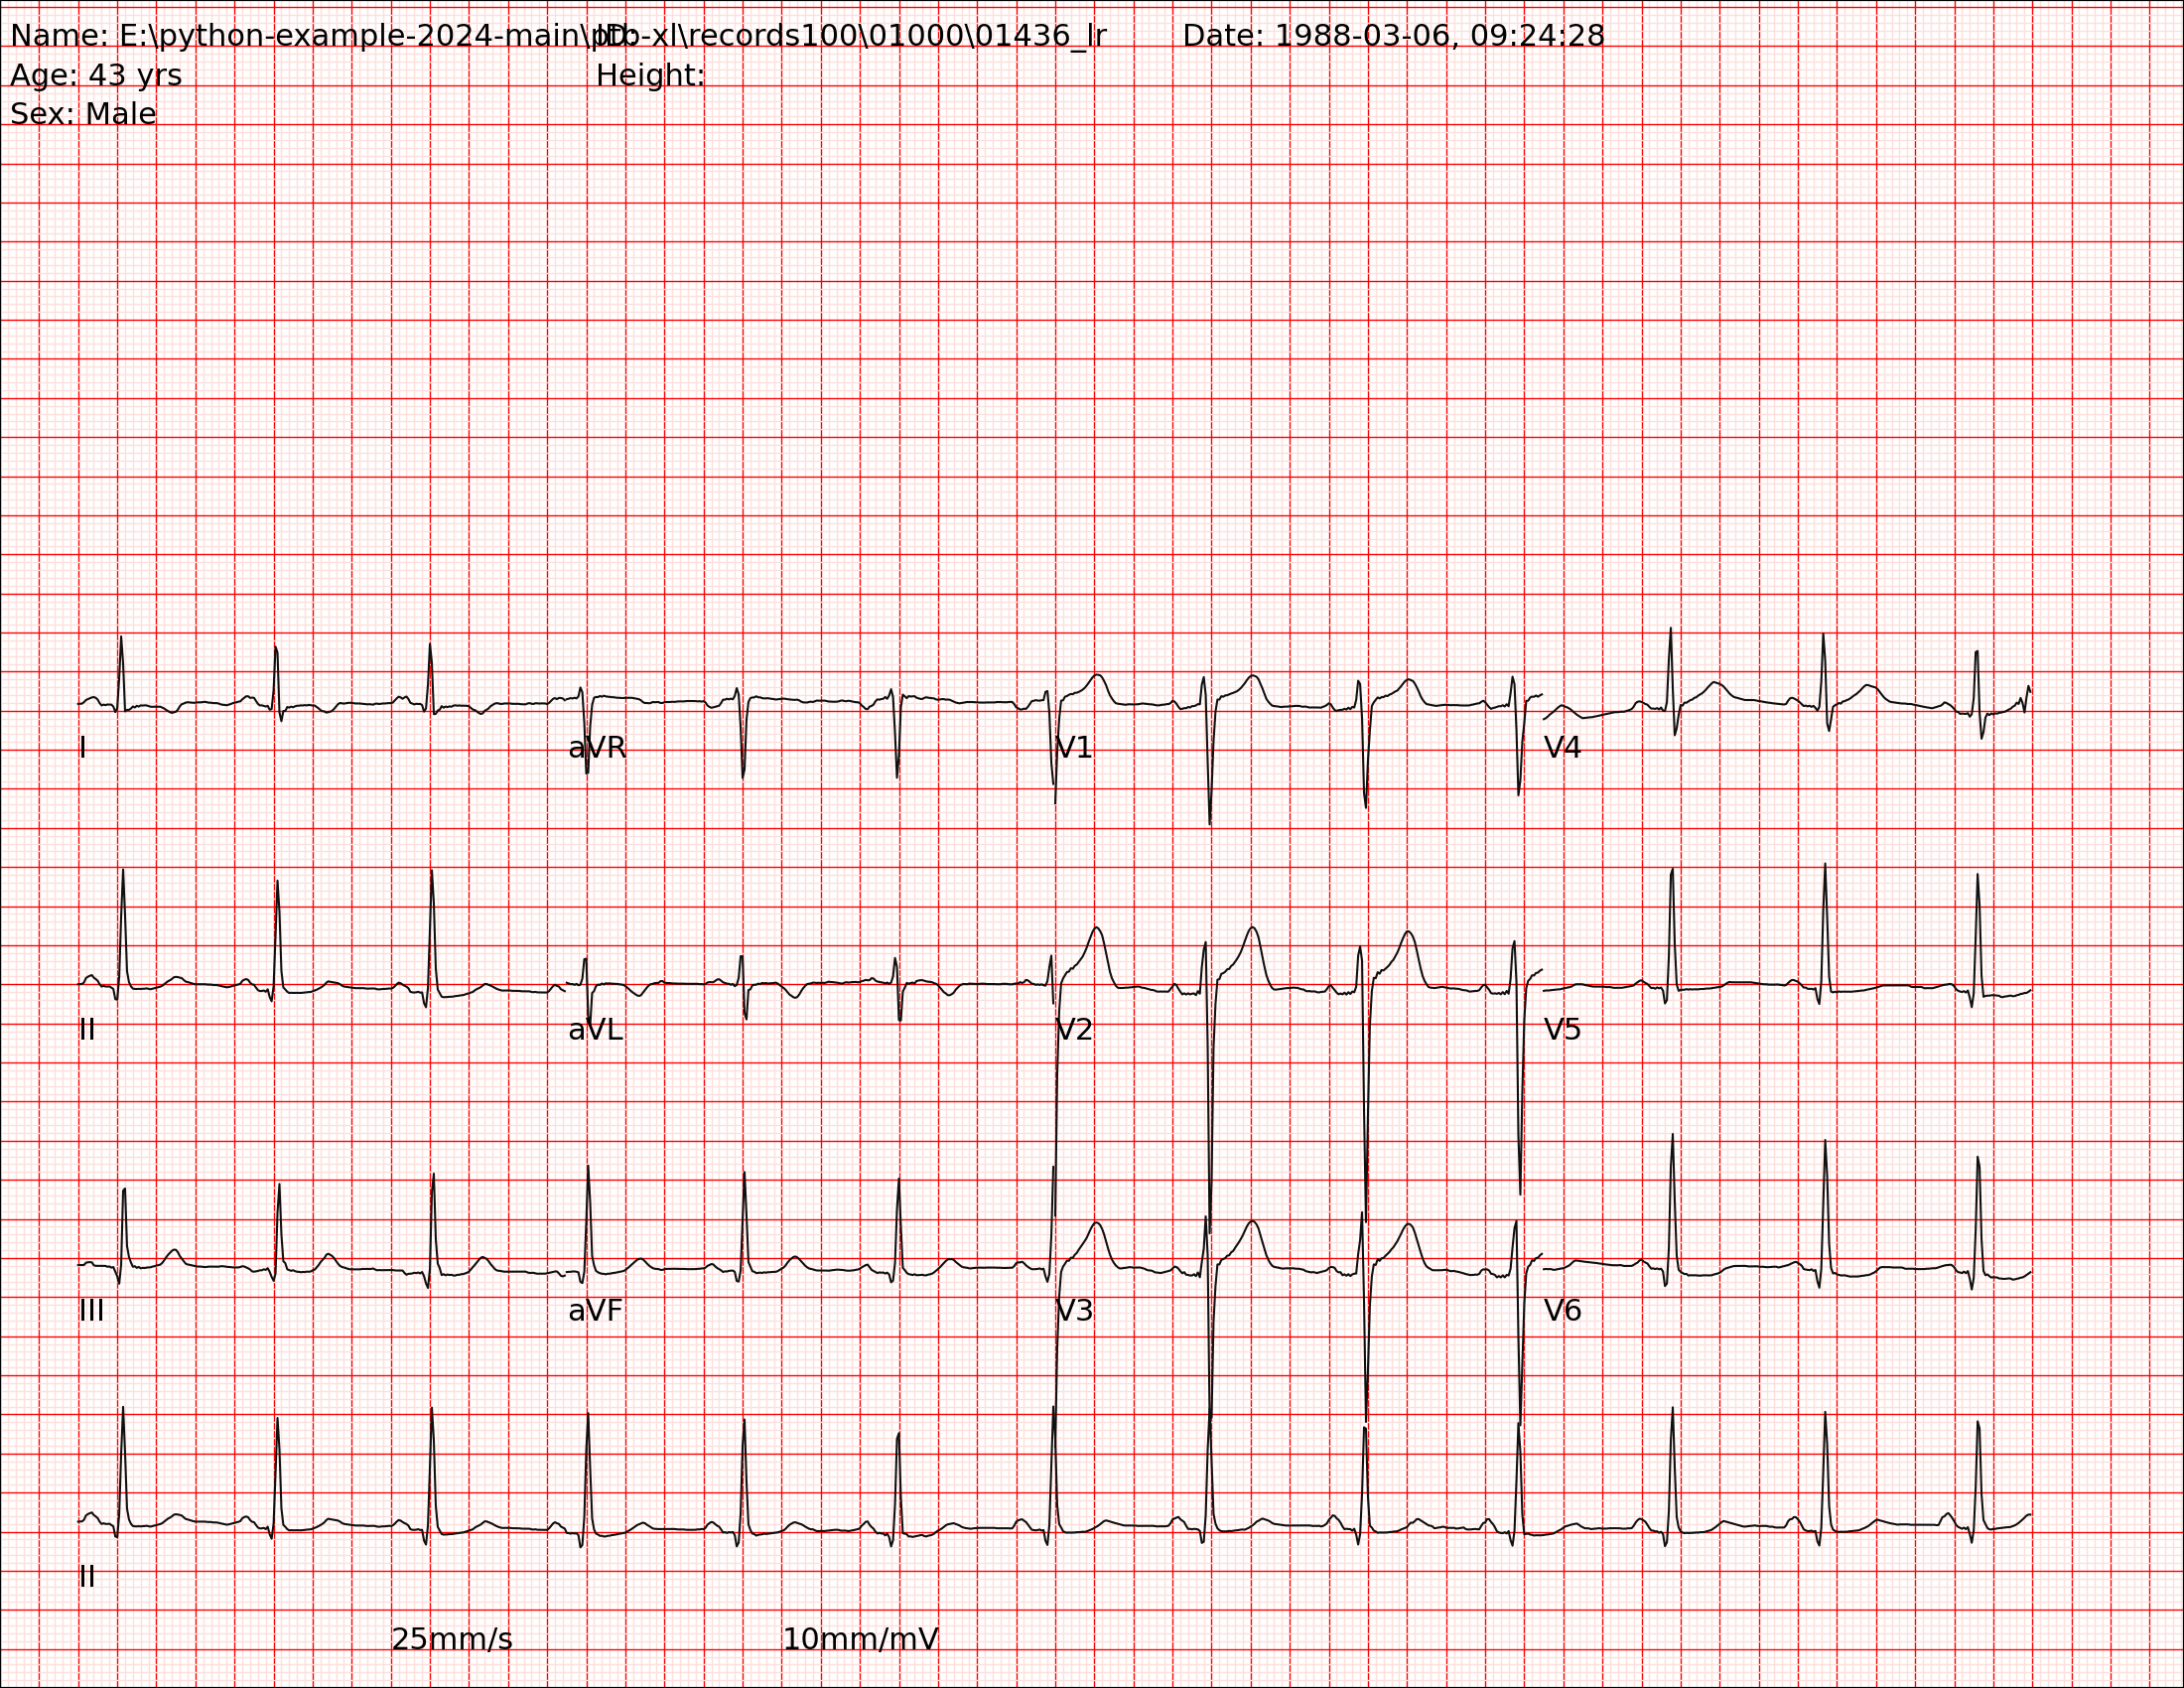 Name: E:\python-example-2024-main\ptb-xl\records100\01000\01436_lr ID: Date: 1988-03-06, 09:24:28
Age: 43 yrs Height:
Sex: Male
I aVR V1 V4
II aVL V2 V5
III aVF V3 V6
II
25mm/s 10mm/mV